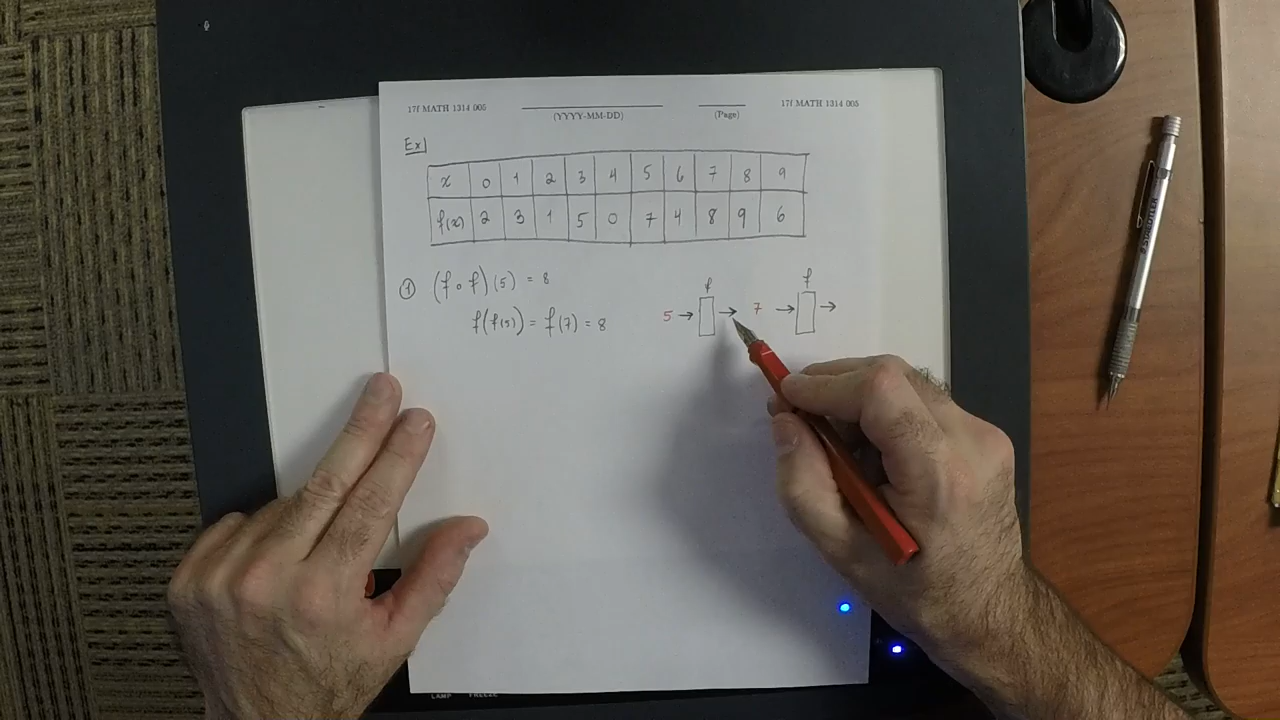 17f MATH 1314 005 (YYYY-MM-DD) (Page) 17f MATH 1314 005
Ex1
x 0 1 2 3 4 5 6 7 8 9
f(x) 2 3 1 5 0 7 4 8 9 6
① (f ∘ f)(5) = 8
f(f(5)) = f(7) = 8
f f
5 → → 7 → →
LAMP FREEZE